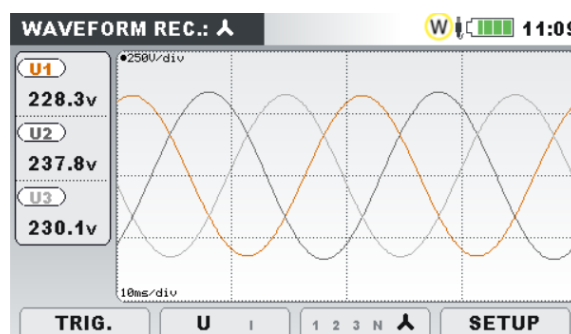 WAVEFORM REC.:
W
11:09
U1
228.3v
U2
237.8v
U3
230.1v
●250V/div
10ms/div
TRIG.
U I
1 2 3 N
SETUP